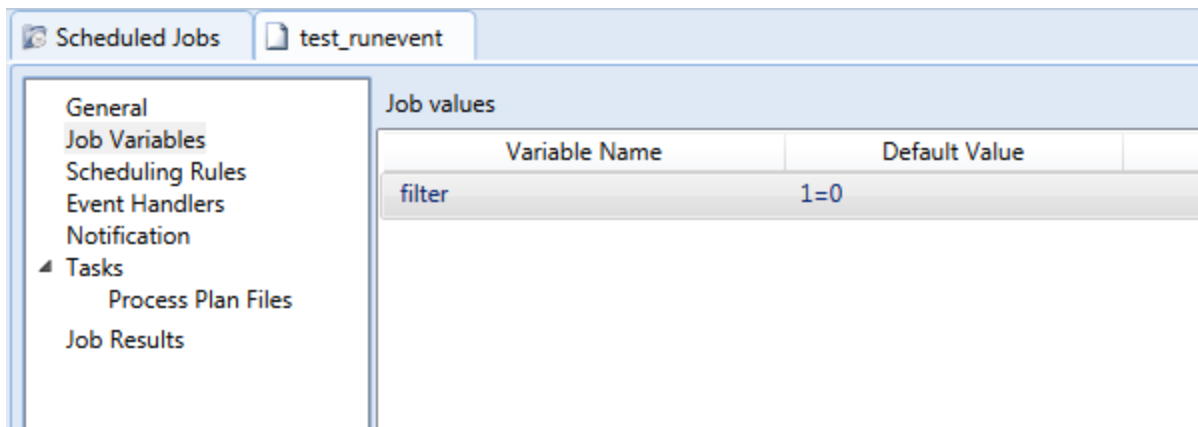 Scheduled Jobs
test_runevent
General
Job Variables
Scheduling Rules
Event Handlers
Notification
Tasks
Process Plan Files
Job Results
Job values
Variable Name Default Value
filter 1=0